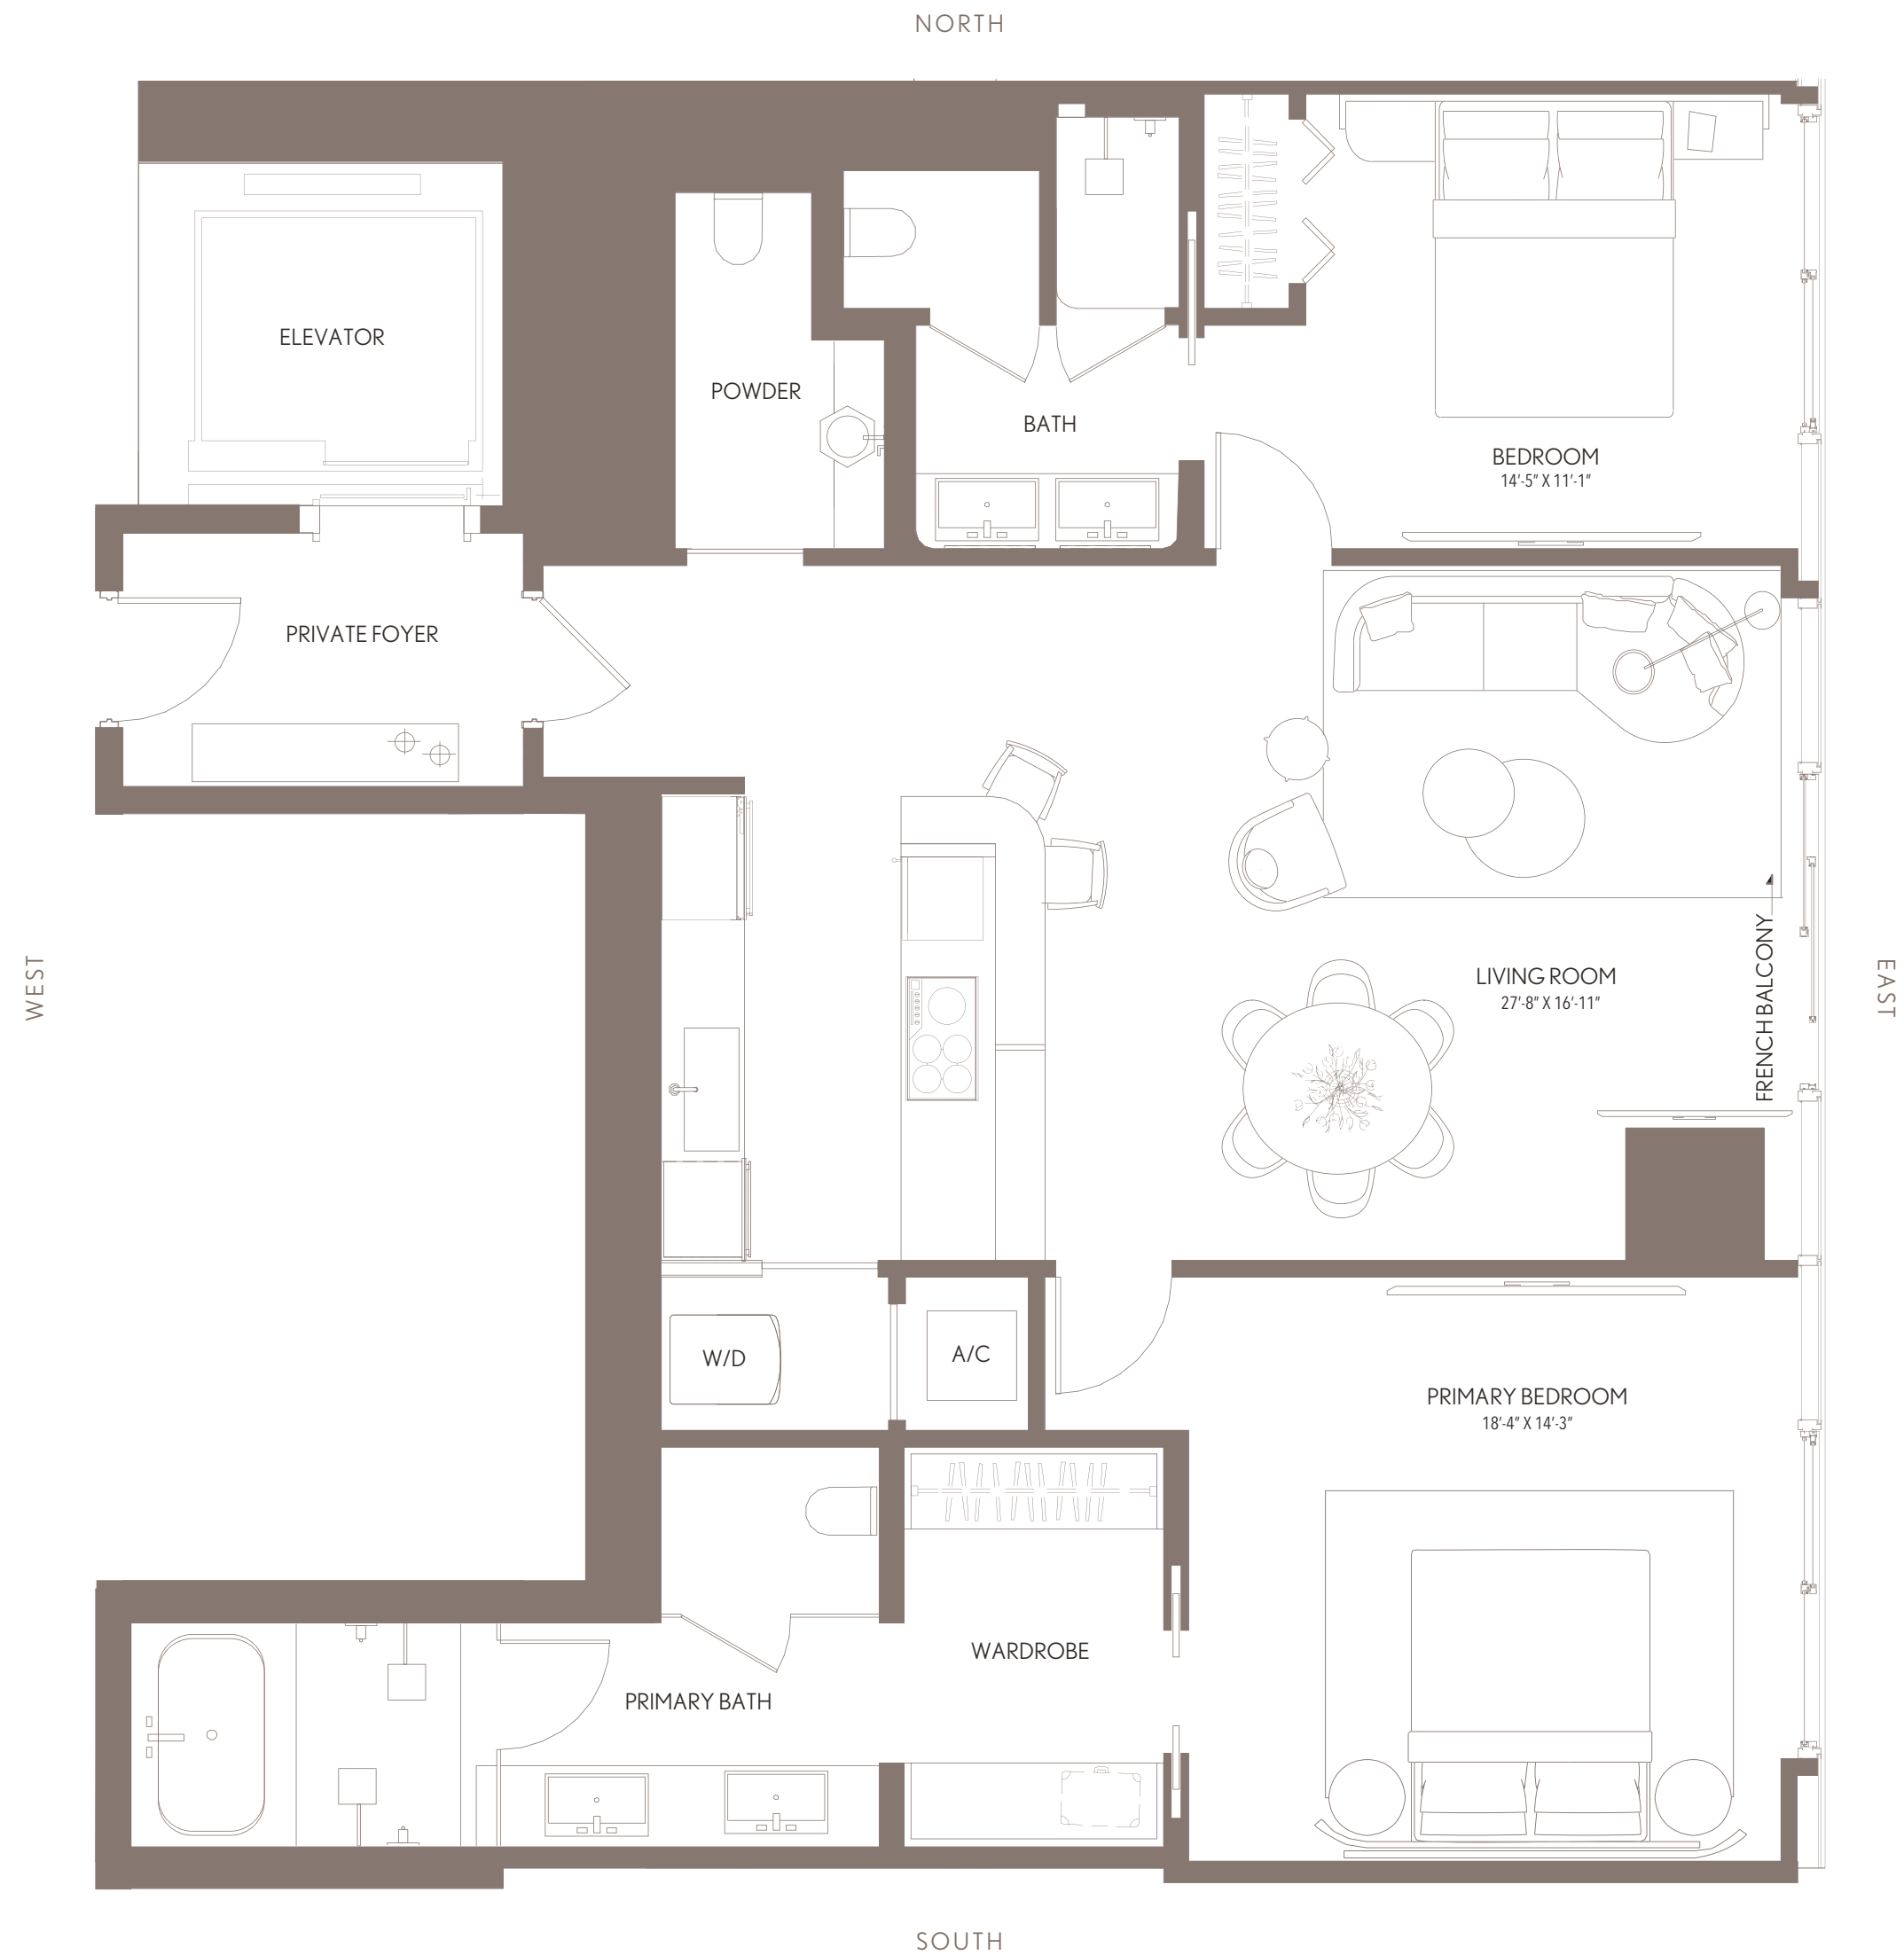 NORTH
ELEVATOR
POWDER
BATH
BEDROOM
14'-5" X 11'-1"
PRIVATE FOYER
WEST
EAST
LIVING ROOM
27'-8" X 16'-11"
FRENCH BALCONY
W/D
A/C
PRIMARY BEDROOM
18'-4" X 14'-3"
WARDROBE
PRIMARY BATH
SOUTH